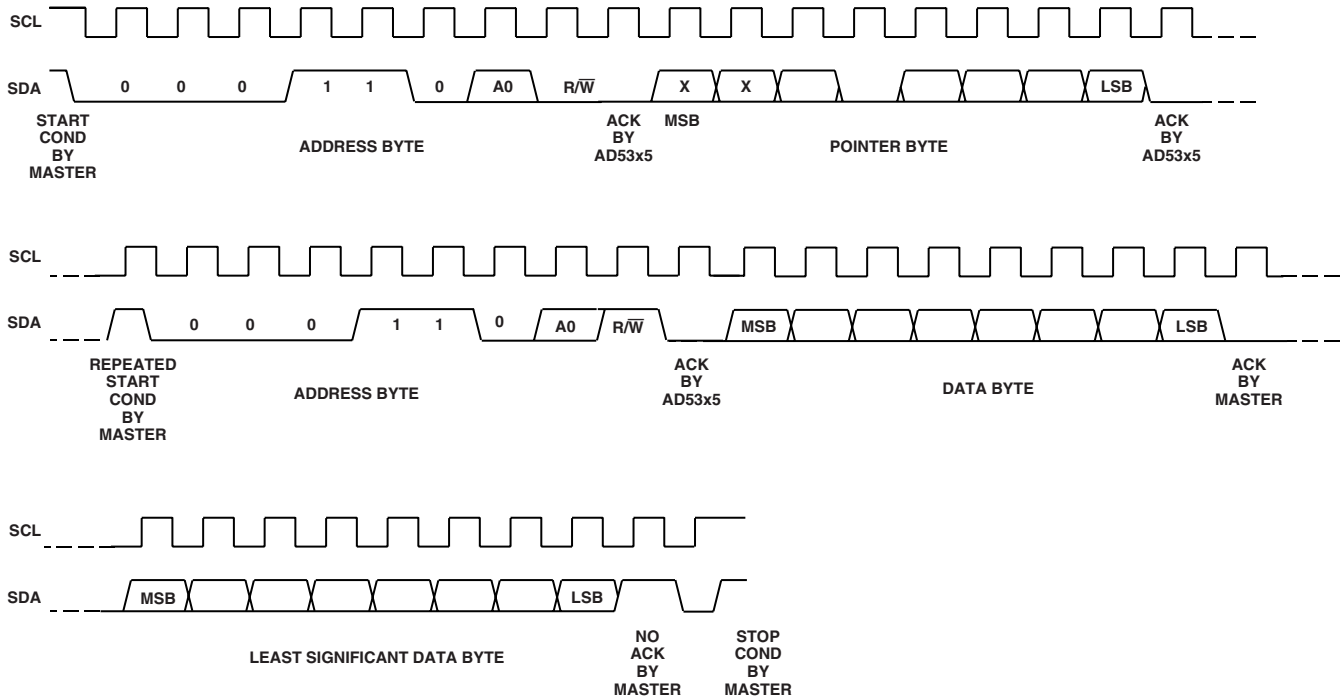 SCL
SDA 0 0 0 1 1 0 A0 R/W̅ X X LSB
START COND BY MASTER
ADDRESS BYTE
ACK BY AD53x5
MSB
POINTER BYTE
ACK BY AD53x5
SCL
SDA 0 0 0 1 1 0 A0 R/W̅ MSB LSB
REPEATED START COND BY MASTER
ADDRESS BYTE
ACK BY AD53x5
DATA BYTE
ACK BY MASTER
SCL
SDA MSB LSB
LEAST SIGNIFICANT DATA BYTE
NO ACK BY MASTER
STOP COND BY MASTER